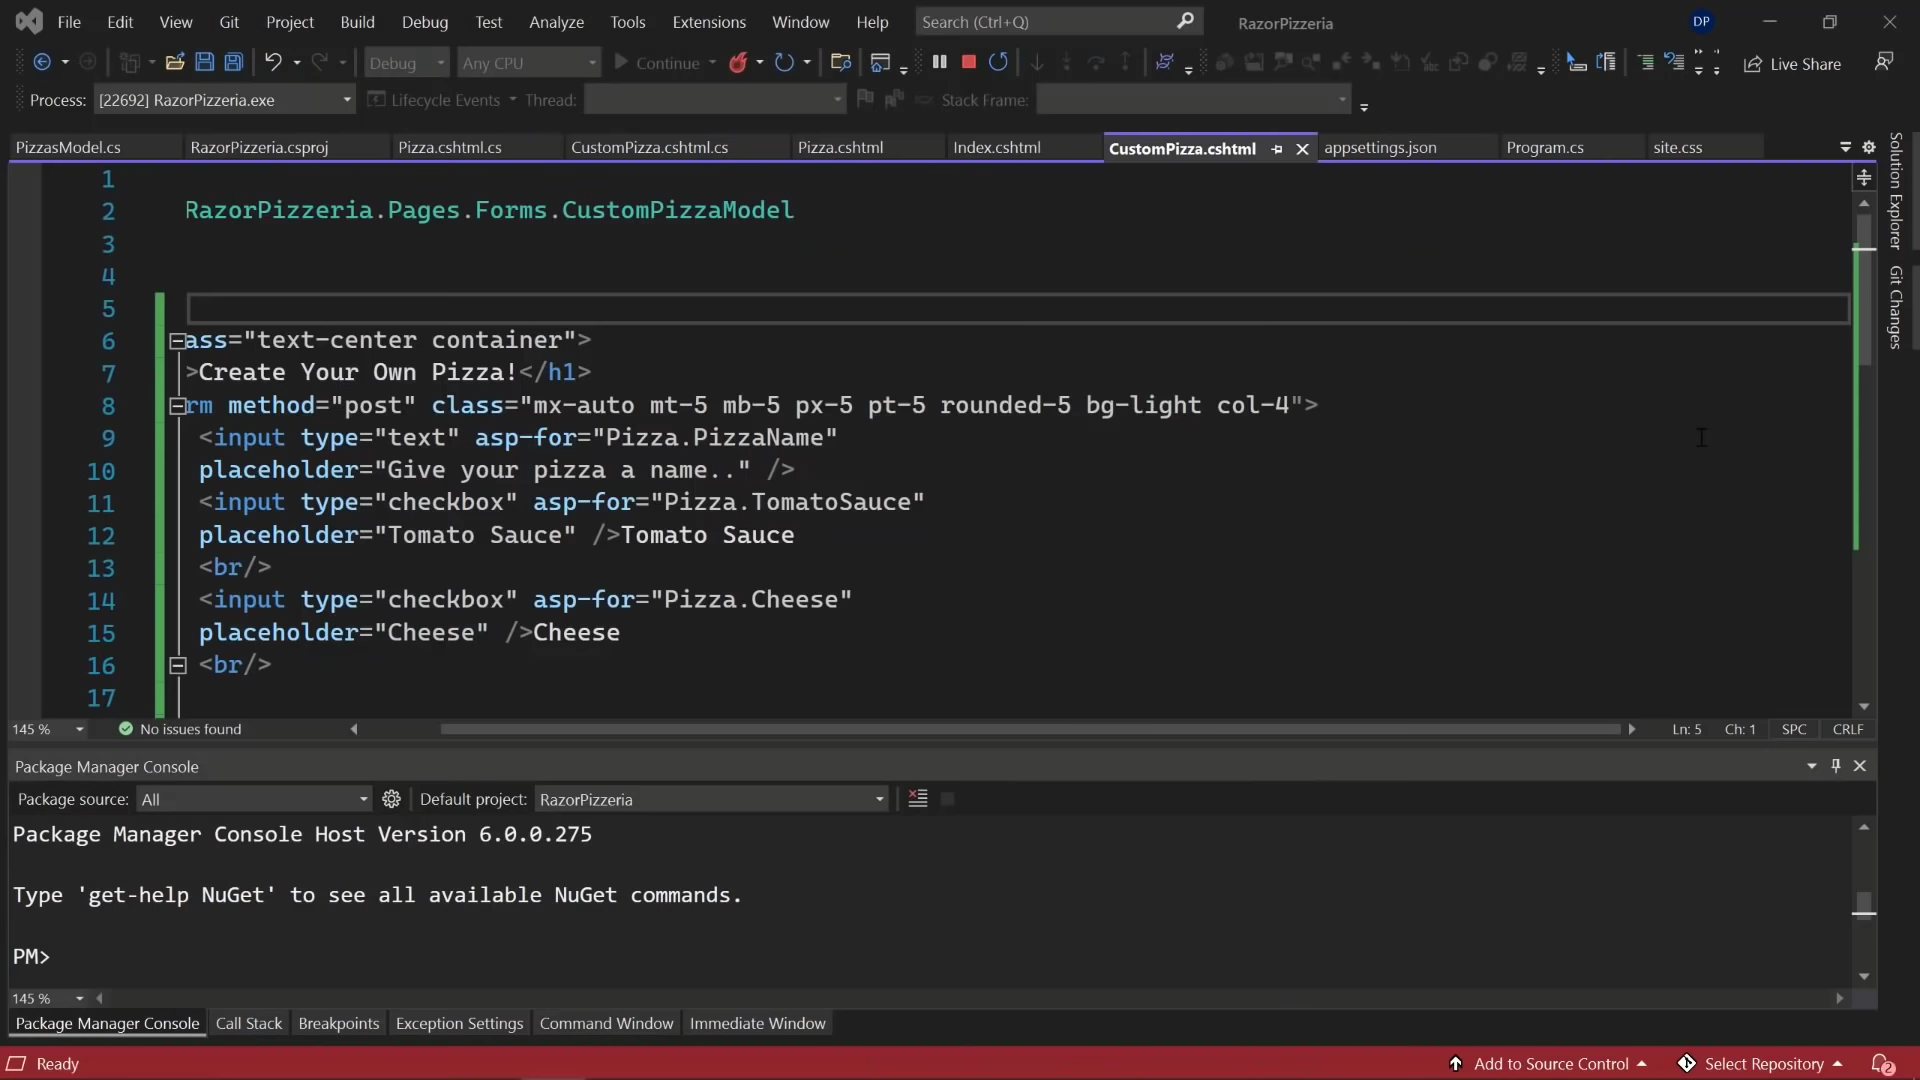 File Edit View Git Project Build Debug Test Analyze Tools Extensions Window Help Search (Ctrl+Q) RazorPizzeria DP
Debug Any CPU Continue Live Share
Process: [22692] RazorPizzeria.exe Lifecycle Events Thread: Stack Frame:
PizzasModel.cs RazorPizzeria.csproj Pizza.cshtml.cs CustomPizza.cshtml.cs Pizza.cshtml Index.cshtml CustomPizza.cshtml appsettings.json Program.cs site.css
Solution Explorer
Git Changes
1
2 RazorPizzeria.Pages.Forms.CustomPizzaModel
3
4
5
6 ass="text-center container">
7 >Create Your Own Pizza!</h1>
8 rm method="post" class="mx-auto mt-5 mb-5 px-5 pt-5 rounded-5 bg-light col-4">
9 <input type="text" asp-for="Pizza.PizzaName"
10 placeholder="Give your pizza a name.." />
11 <input type="checkbox" asp-for="Pizza.TomatoSauce"
12 placeholder="Tomato Sauce" />Tomato Sauce
13 <br/>
14 <input type="checkbox" asp-for="Pizza.Cheese"
15 placeholder="Cheese" />Cheese
16 <br/>
17
145 % No issues found Ln: 5 Ch: 1 SPC CRLF
Package Manager Console
Package source: All Default project: RazorPizzeria
Package Manager Console Host Version 6.0.0.275
Type 'get-help NuGet' to see all available NuGet commands.
PM>
145 %
Package Manager Console Call Stack Breakpoints Exception Settings Command Window Immediate Window
Ready Add to Source Control Select Repository 2